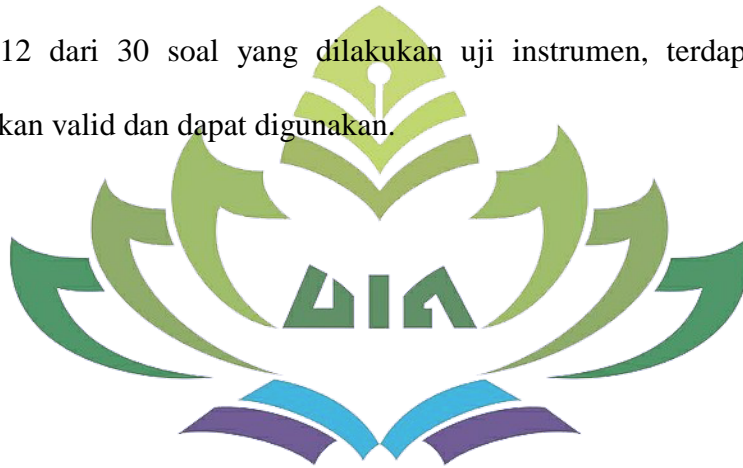 12 dari 30 soal yang dilakukan uji instrumen, terdap
kan valid dan dapat digunakan.
UIN